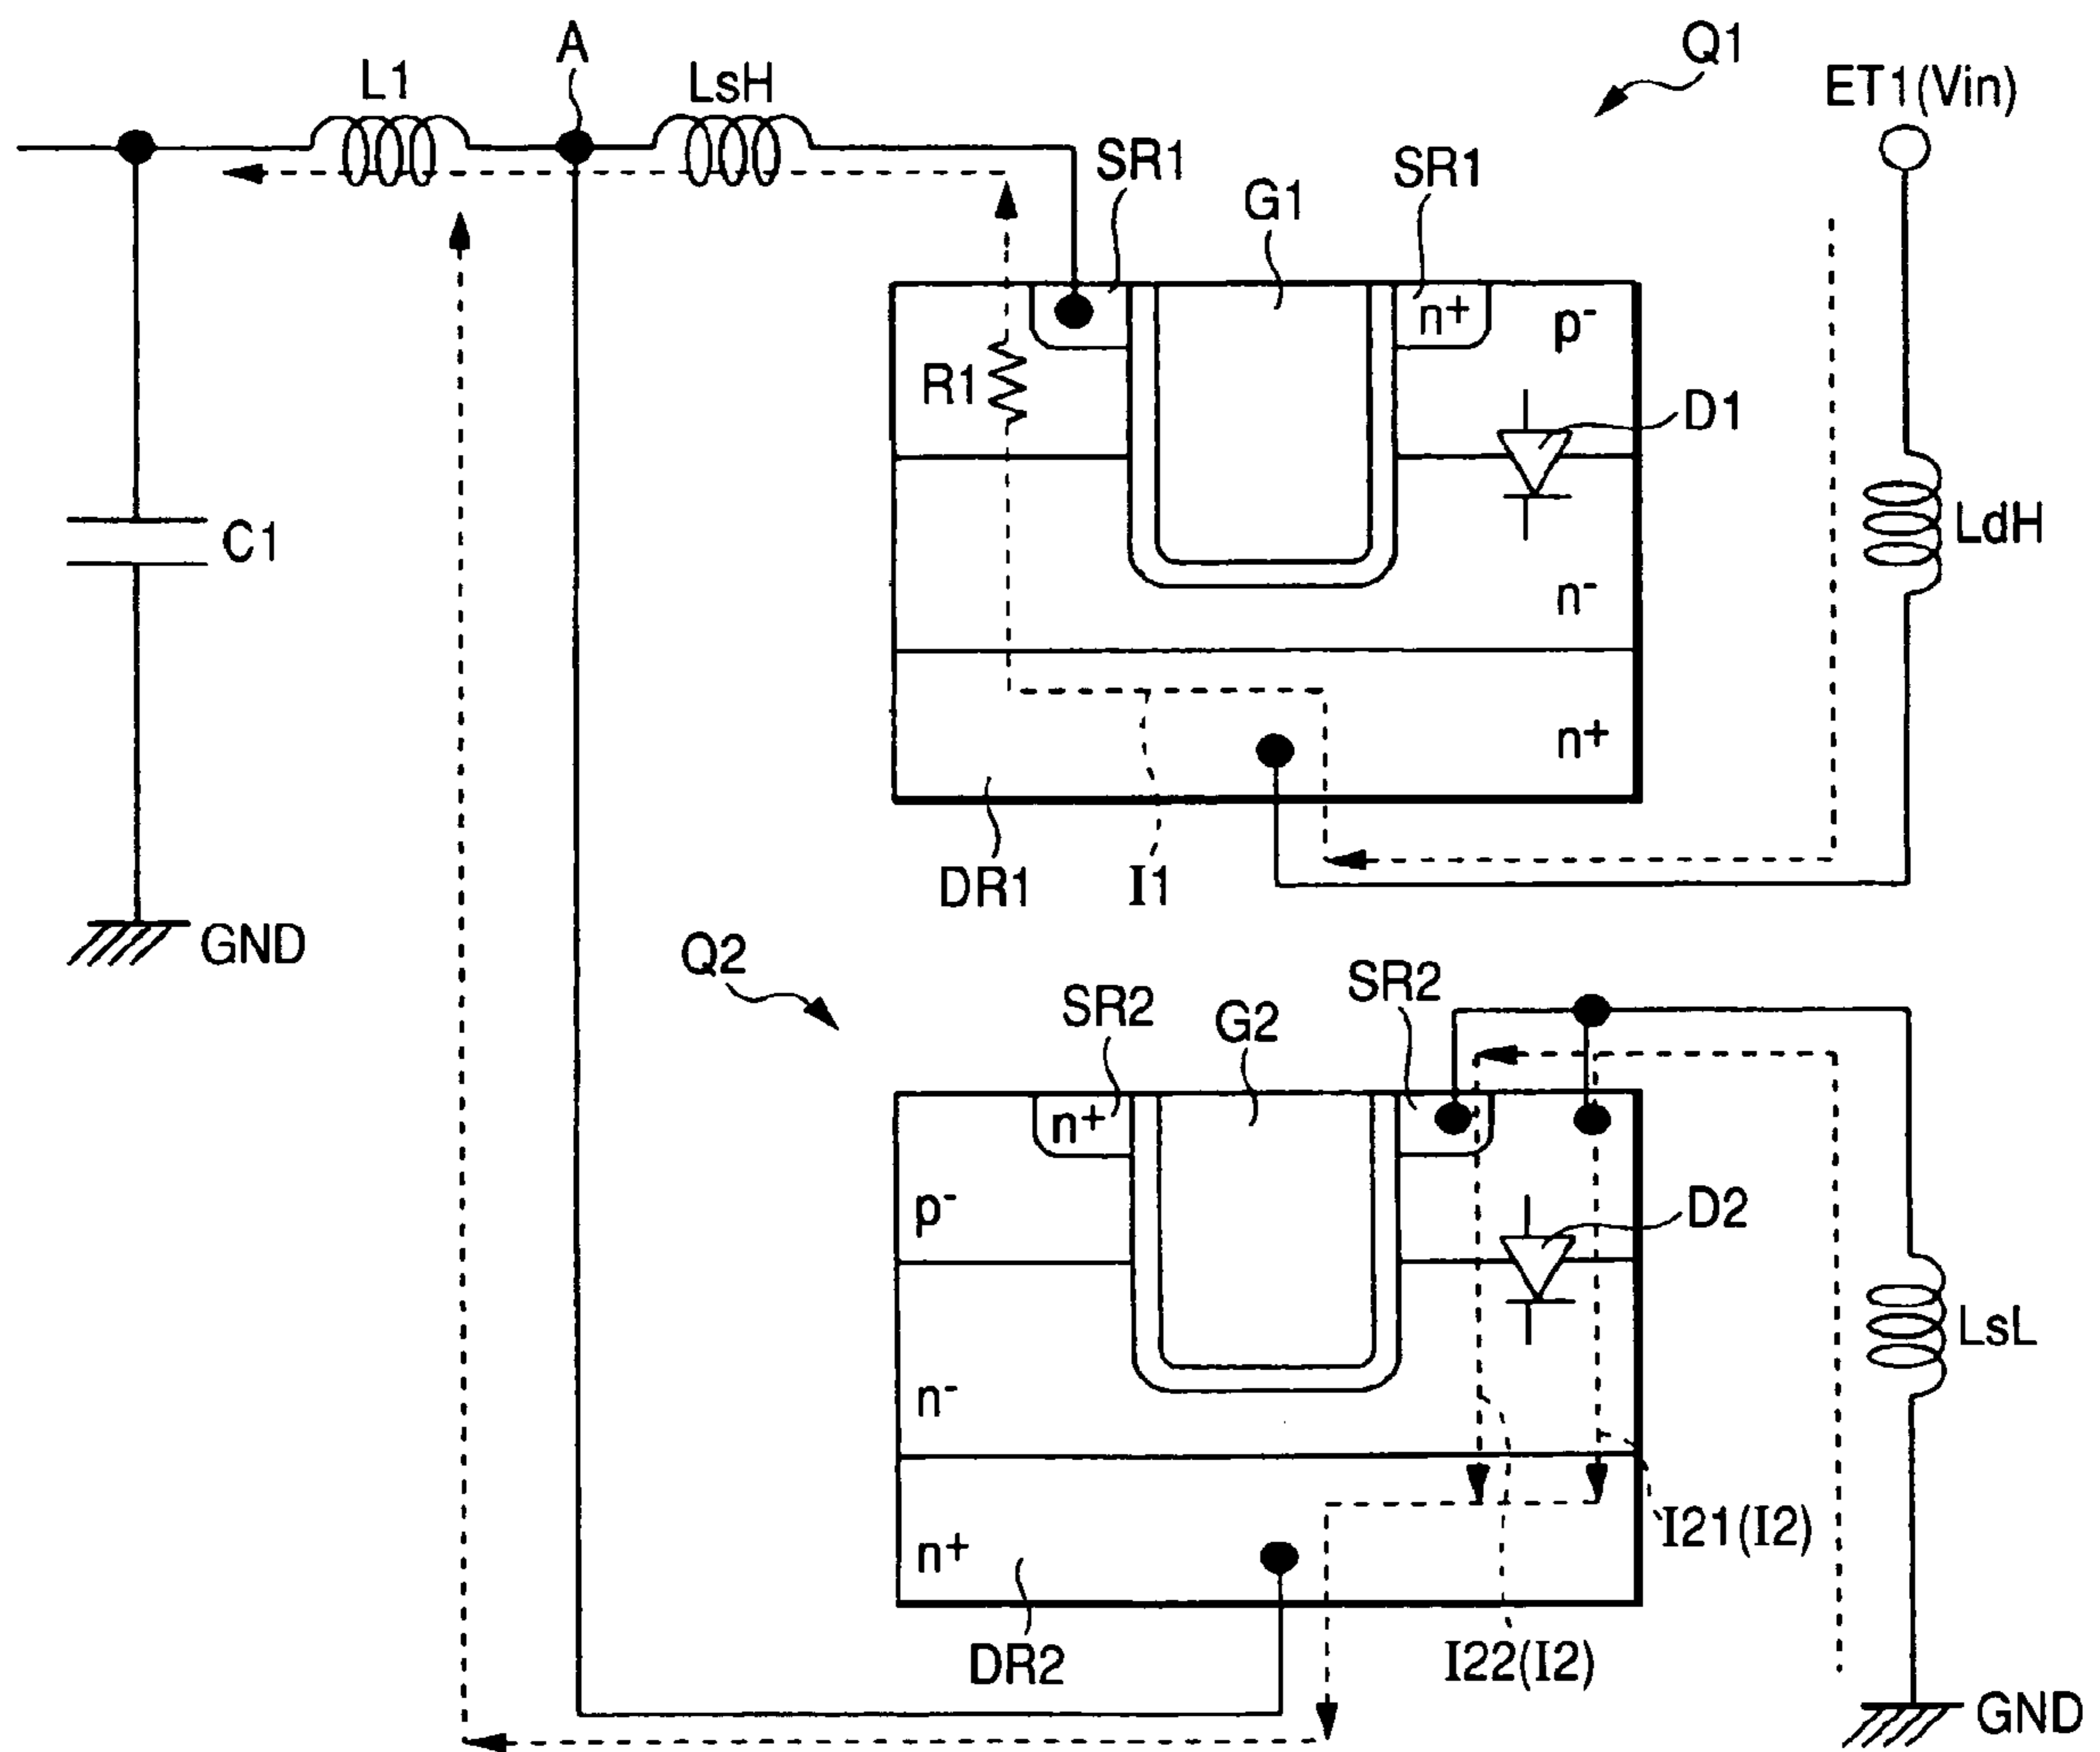 A
Q1
L1
LsH
ET1(Vin)
SR1
SR1
G1
n+
p-
R1
D1
C1
LdH
n-
n+
DR1
I1
GND
Q2
SR2
G2
SR2
n+
p-
D2
LsL
n-
n+
I21(I2)
DR2
I22(I2)
GND